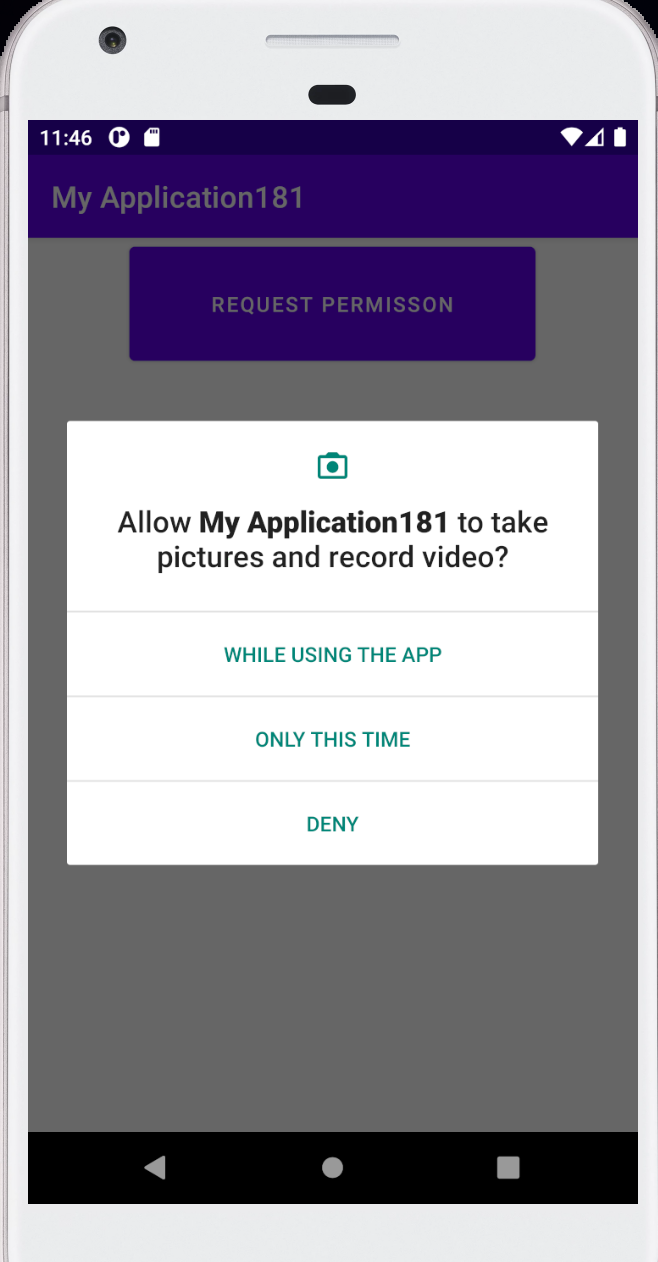 11:46
My Application181
REQUEST PERMISSON
Allow My Application181 to take
pictures and record video?
WHILE USING THE APP
ONLY THIS TIME
DENY